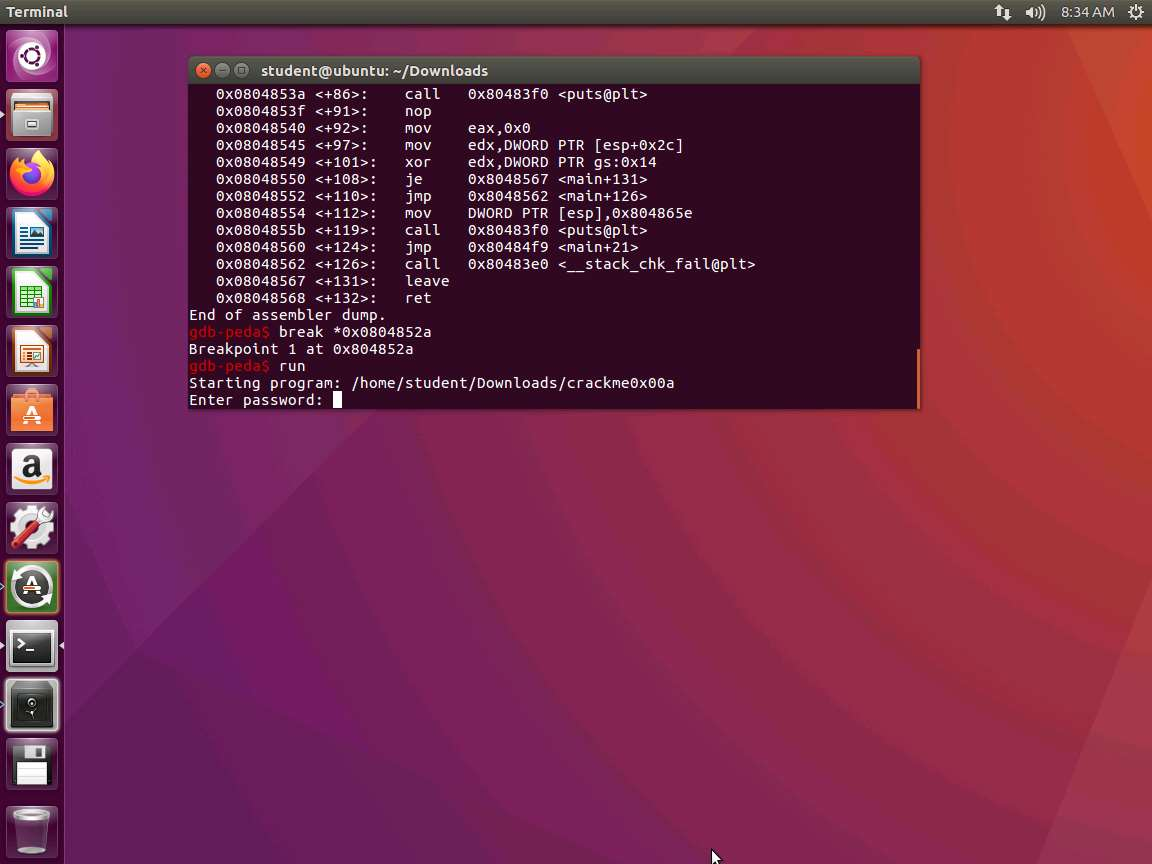 Terminal
8:34 AM
student@ubuntu: ~/Downloads
0x0804853a <+86>: call 0x80483f0 <puts@plt>
0x0804853f <+91>: nop
0x08048540 <+92>: mov eax,0x0
0x08048545 <+97>: mov edx,DWORD PTR [esp+0x2c]
0x08048549 <+101>: xor edx,DWORD PTR gs:0x14
0x08048550 <+108>: je 0x8048567 <main+131>
0x08048552 <+110>: jmp 0x8048562 <main+126>
0x08048554 <+112>: mov DWORD PTR [esp],0x804865e
0x0804855b <+119>: call 0x80483f0 <puts@plt>
0x08048560 <+124>: jmp 0x80484f9 <main+21>
0x08048562 <+126>: call 0x80483e0 <__stack_chk_fail@plt>
0x08048567 <+131>: leave
0x08048568 <+132>: ret
End of assembler dump.
gdb-peda$ break *0x0804852a
Breakpoint 1 at 0x804852a
gdb-peda$ run
Starting program: /home/student/Downloads/crackme0x00a
Enter password: